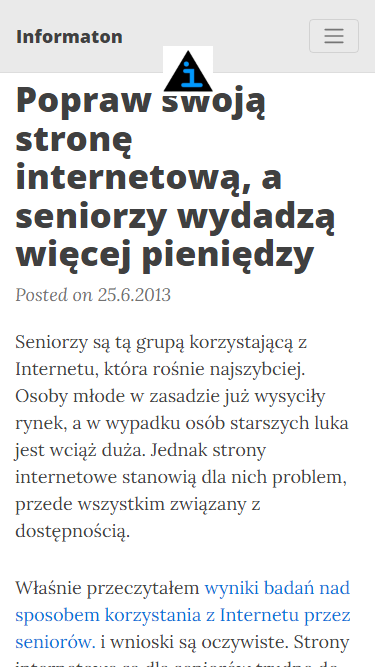 Informaton
i
Popraw swoją
stronę
internetową, a
seniorzy wydadzą
więcej pieniędzy
Posted on 25.6.2013
Seniorzy są tą grupą korzystającą z
Internetu, która rośnie najszybciej.
Osoby młode w zasadzie już wysyciły
rynek, a w wypadku osób starszych luka
jest wciąż duża. Jednak strony
internetowe stanowią dla nich problem,
przede wszystkim związany z
dostępnością.
Właśnie przeczytałem wyniki badań nad
sposobem korzystania z Internetu przez
seniorów. i wnioski są oczywiste. Strony